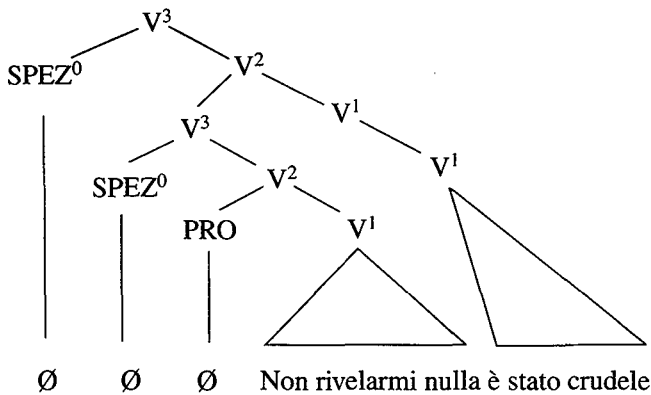 V³
SPEZ⁰ V²
V³ V¹
SPEZ⁰ V² V¹
PRO V¹
Ø Ø Ø Non rivelarmi nulla è stato crudele